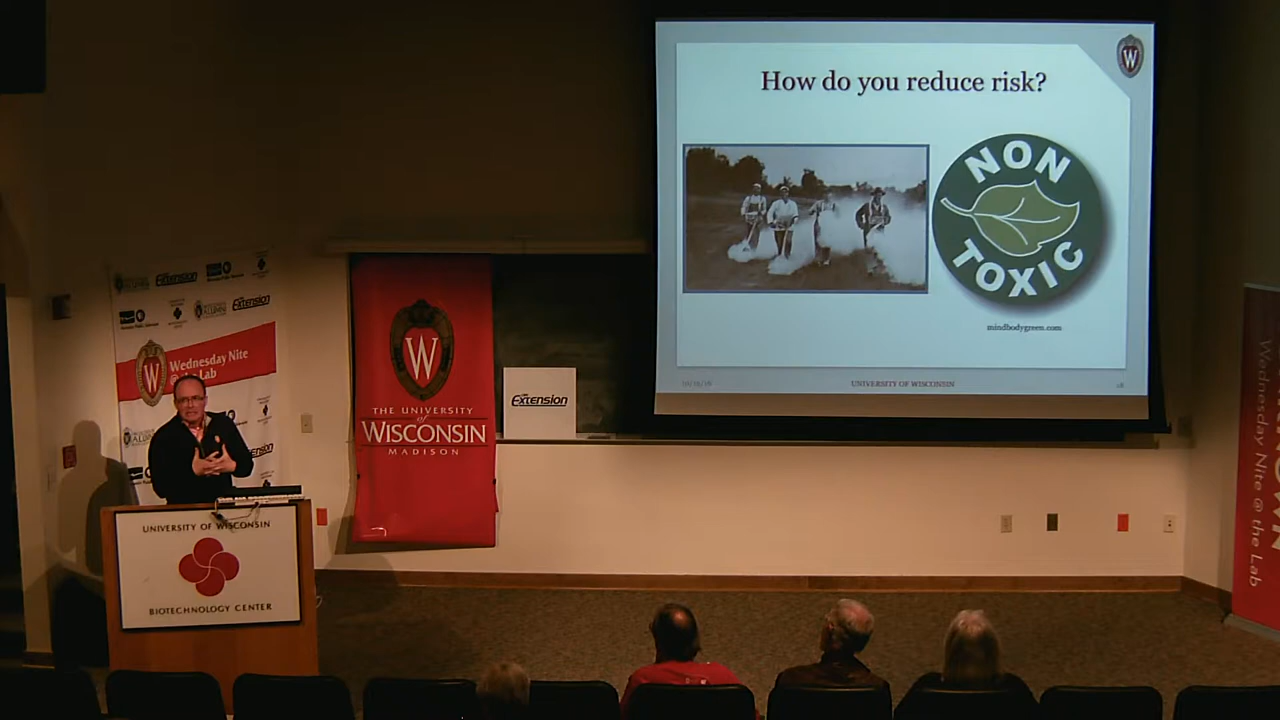 How do you reduce risk?
W
NON
TOXIC
mindbodygreen.com
UNIVERSITY OF WISCONSIN
Extension
Extension
Wednesday Nite
@ the Lab
W
W
THE UNIVERSITY
of
WISCONSIN
MADISON
Extension
UNIVERSITY OF WISCONSIN
BIOTECHNOLOGY CENTER
Wednesday Nite @ the Lab